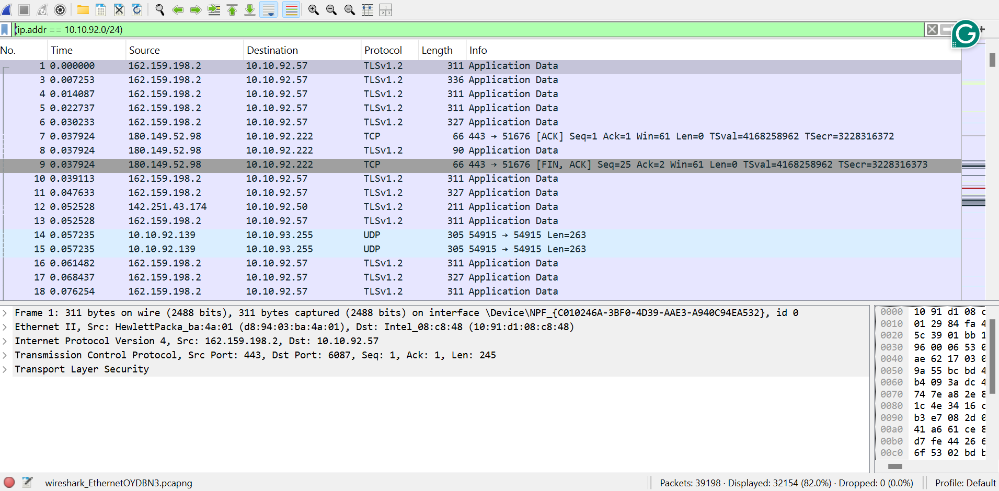 (ip.addr == 10.10.92.0/24)
No. Time Source Destination Protocol Length Info
1 0.000000 162.159.198.2 10.10.92.57 TLSv1.2 311 Application Data
3 0.007253 162.159.198.2 10.10.92.57 TLSv1.2 336 Application Data
4 0.014087 162.159.198.2 10.10.92.57 TLSv1.2 311 Application Data
5 0.022737 162.159.198.2 10.10.92.57 TLSv1.2 311 Application Data
6 0.030233 162.159.198.2 10.10.92.57 TLSv1.2 327 Application Data
7 0.037924 180.149.52.98 10.10.92.222 TCP 66 443 → 51676 [ACK] Seq=1 Ack=1 Win=61 Len=0 TSval=4168258962 TSecr=3228316372
8 0.037924 180.149.52.98 10.10.92.222 TLSv1.2 90 Application Data
9 0.037924 180.149.52.98 10.10.92.222 TCP 66 443 → 51676 [FIN, ACK] Seq=25 Ack=2 Win=61 Len=0 TSval=4168258962 TSecr=3228316373
10 0.039113 162.159.198.2 10.10.92.57 TLSv1.2 311 Application Data
11 0.047633 162.159.198.2 10.10.92.57 TLSv1.2 327 Application Data
12 0.052528 142.251.43.174 10.10.92.50 TLSv1.2 211 Application Data
13 0.052528 162.159.198.2 10.10.92.57 TLSv1.2 311 Application Data
14 0.057235 10.10.92.139 10.10.93.255 UDP 305 54915 → 54915 Len=263
15 0.057235 10.10.92.139 10.10.93.255 UDP 305 54915 → 54915 Len=263
16 0.061482 162.159.198.2 10.10.92.57 TLSv1.2 311 Application Data
17 0.068437 162.159.198.2 10.10.92.57 TLSv1.2 327 Application Data
18 0.076254 162.159.198.2 10.10.92.57 TLSv1.2 311 Application Data
Frame 1: 311 bytes on wire (2488 bits), 311 bytes captured (2488 bits) on interface \Device\NPF_{C010246A-3BF0-4D39-AAE3-A940C94EA532}, id 0
Ethernet II, Src: HewlettPacka_ba:4a:01 (d8:94:03:ba:4a:01), Dst: Intel_08:c8:48 (10:91:d1:08:c8:48)
Internet Protocol Version 4, Src: 162.159.198.2, Dst: 10.10.92.57
Transmission Control Protocol, Src Port: 443, Dst Port: 6087, Seq: 1, Ack: 1, Len: 245
Transport Layer Security
0000 10 91 d1 08
0010 01 29 84 fa
0020 5c 39 01 bb
0030 96 00 06 53
0040 ae 62 17 03
0050 9a 55 bc bd
0060 b4 09 3a dc
0070 74 7e a8 2e
0080 1c 4e 34 16
0090 b3 e7 08 2d
00a0 41 a6 61 ce
00b0 d7 fe 44 26
00c0 6f 53 02 bd
wireshark_EthernetOYDBN3.pcapng
Packets: 39198 · Displayed: 32154 (82.0%) · Dropped: 0 (0.0%)
Profile: Default